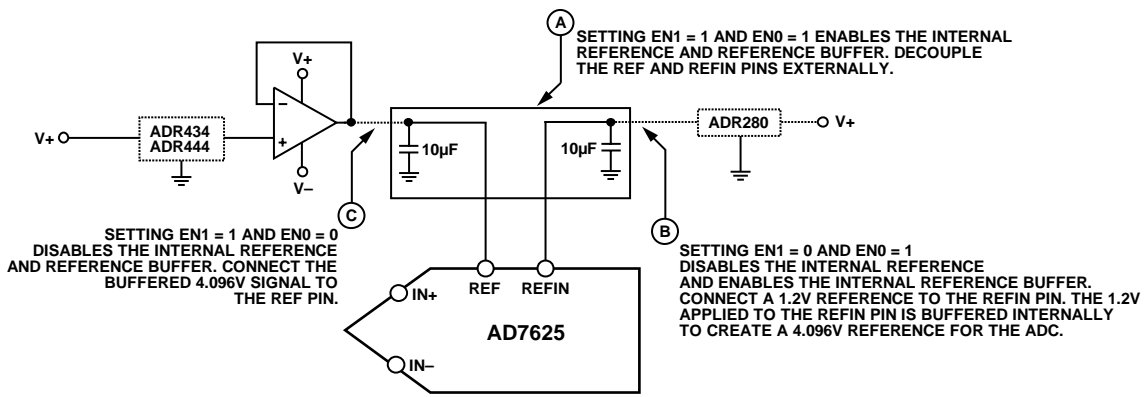 A
SETTING EN1 = 1 AND EN0 = 1 ENABLES THE INTERNAL
REFERENCE AND REFERENCE BUFFER. DECOUPLE
THE REF AND REFIN PINS EXTERNALLY.
V+
−
+
V–
V+
ADR434
ADR444
10µF
10µF
ADR280
V+
C
SETTING EN1 = 1 AND EN0 = 0
DISABLES THE INTERNAL REFERENCE
AND REFERENCE BUFFER. CONNECT THE
BUFFERED 4.096V SIGNAL TO
THE REF PIN.
B
SETTING EN1 = 0 AND EN0 = 1
DISABLES THE INTERNAL REFERENCE
AND ENABLES THE INTERNAL REFERENCE BUFFER.
CONNECT A 1.2V REFERENCE TO THE REFIN PIN. THE 1.2V
APPLIED TO THE REFIN PIN IS BUFFERED INTERNALLY
TO CREATE A 4.096V REFERENCE FOR THE ADC.
REF
REFIN
IN+
AD7625
IN–